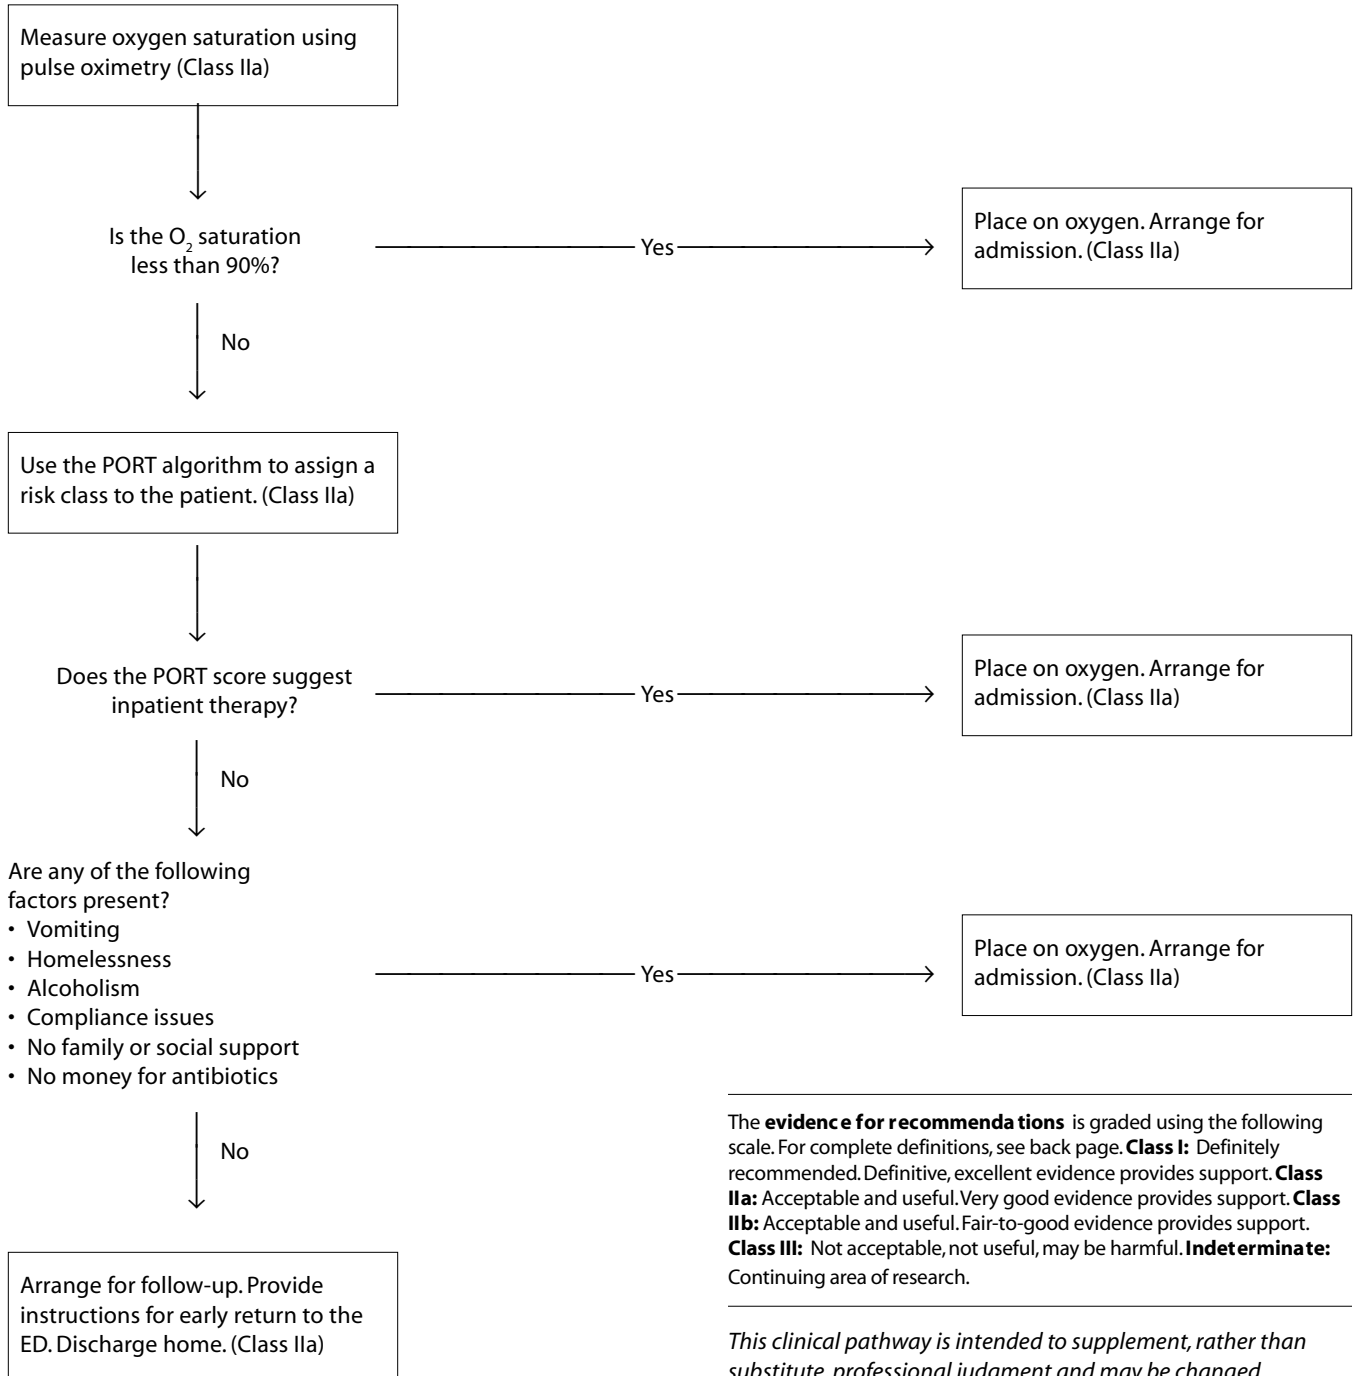 Measure oxygen saturation using
pulse oximetry (Class IIa)
Is the O₂ saturation
less than 90%?
Yes
Place on oxygen. Arrange for
admission. (Class IIa)
No
Use the PORT algorithm to assign a
risk class to the patient. (Class IIa)
Does the PORT score suggest
inpatient therapy?
Yes
Place on oxygen. Arrange for
admission. (Class IIa)
No
Are any of the following
factors present?
• Vomiting
• Homelessness
• Alcoholism
• Compliance issues
• No family or social support
• No money for antibiotics
Yes
Place on oxygen. Arrange for
admission. (Class IIa)
No
Arrange for follow-up. Provide
instructions for early return to the
ED. Discharge home. (Class IIa)
The evidence for recommendations is graded using the following
scale. For complete definitions, see back page. Class I: Definitely
recommended. Definitive, excellent evidence provides support. Class
IIa: Acceptable and useful. Very good evidence provides support. Class
IIb: Acceptable and useful. Fair-to-good evidence provides support.
Class III: Not acceptable, not useful, may be harmful. Indeterminate:
Continuing area of research.
This clinical pathway is intended to supplement, rather than
substitute, professional judgment and may be changed